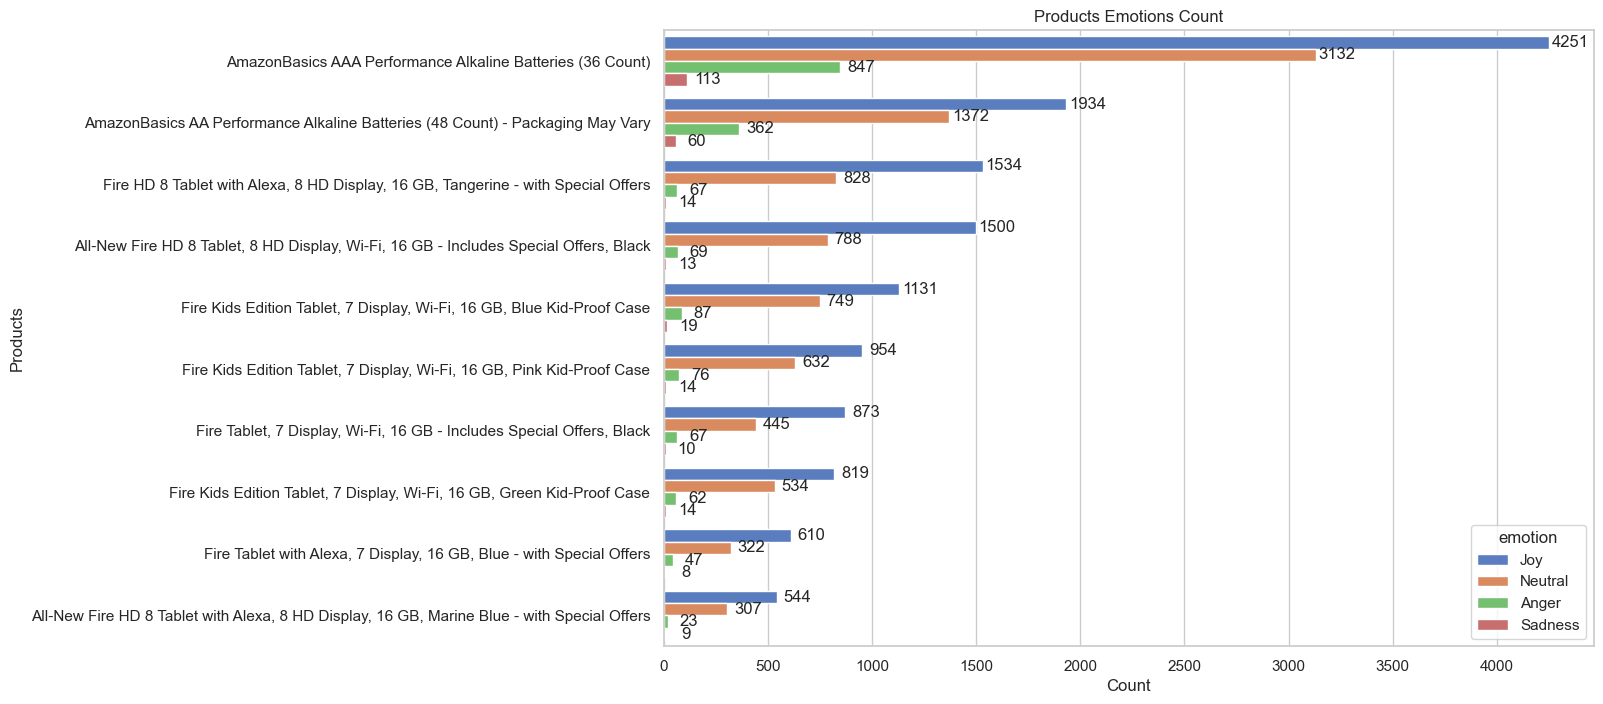 Products Emotions Count
Products
AmazonBasics AAA Performance Alkaline Batteries (36 Count)
4251
3132
847
113
AmazonBasics AA Performance Alkaline Batteries (48 Count) - Packaging May Vary
1934
1372
362
60
Fire HD 8 Tablet with Alexa, 8 HD Display, 16 GB, Tangerine - with Special Offers
1534
828
67
14
All-New Fire HD 8 Tablet, 8 HD Display, Wi-Fi, 16 GB - Includes Special Offers, Black
1500
788
69
13
Fire Kids Edition Tablet, 7 Display, Wi-Fi, 16 GB, Blue Kid-Proof Case
1131
749
87
19
Fire Kids Edition Tablet, 7 Display, Wi-Fi, 16 GB, Pink Kid-Proof Case
954
632
76
14
Fire Tablet, 7 Display, Wi-Fi, 16 GB - Includes Special Offers, Black
873
445
67
10
Fire Kids Edition Tablet, 7 Display, Wi-Fi, 16 GB, Green Kid-Proof Case
819
534
62
14
Fire Tablet with Alexa, 7 Display, 16 GB, Blue - with Special Offers
610
322
47
8
All-New Fire HD 8 Tablet with Alexa, 8 HD Display, 16 GB, Marine Blue - with Special Offers
544
307
23
9
emotion
Joy
Neutral
Anger
Sadness
0 500 1000 1500 2000 2500 3000 3500 4000
Count